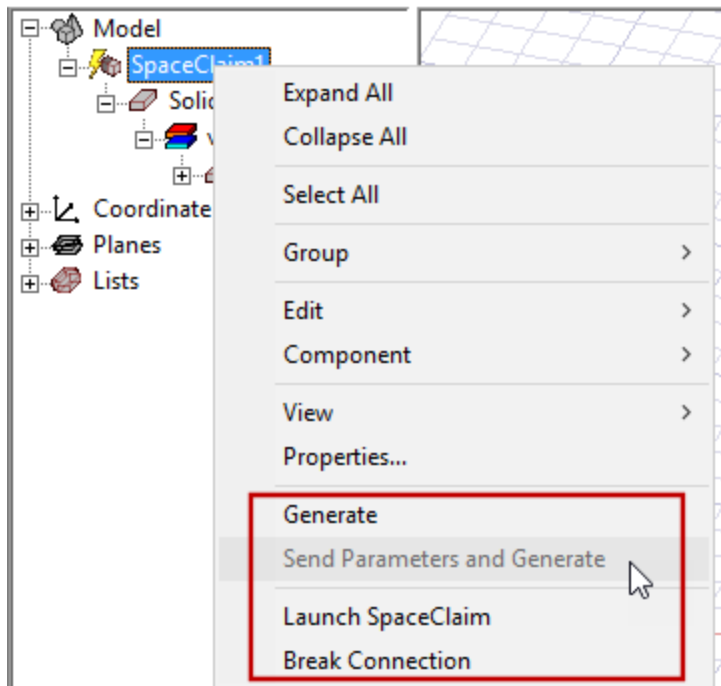 Model
SpaceClaim1
Solid
Coordinate
Planes
Lists
Expand All
Collapse All
Select All
Group
Edit
Component
View
Properties...
Generate
Send Parameters and Generate
Launch SpaceClaim
Break Connection